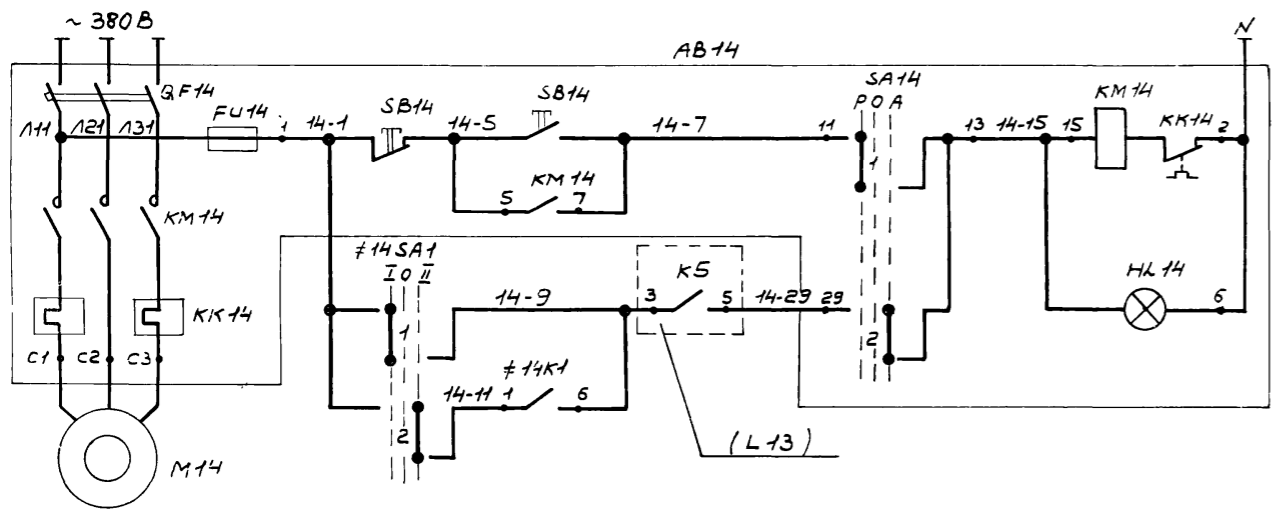 ~ 380В
N
АВ14
QF14
FU14
SB14
SB14
SA14
Р О А
КМ14
КК14
Л11
Л21
Л31
1
14-1
14-5
14-7
11
1
13
14-15
15
2
КМ14
5
7
КМ14
≠14SA1
I O II
К5
HL14
14-9
3
5
14-29
29
6
1
2
КК14
≠14К1
14-11
1
6
С1
С2
С3
2
(L13)
М14